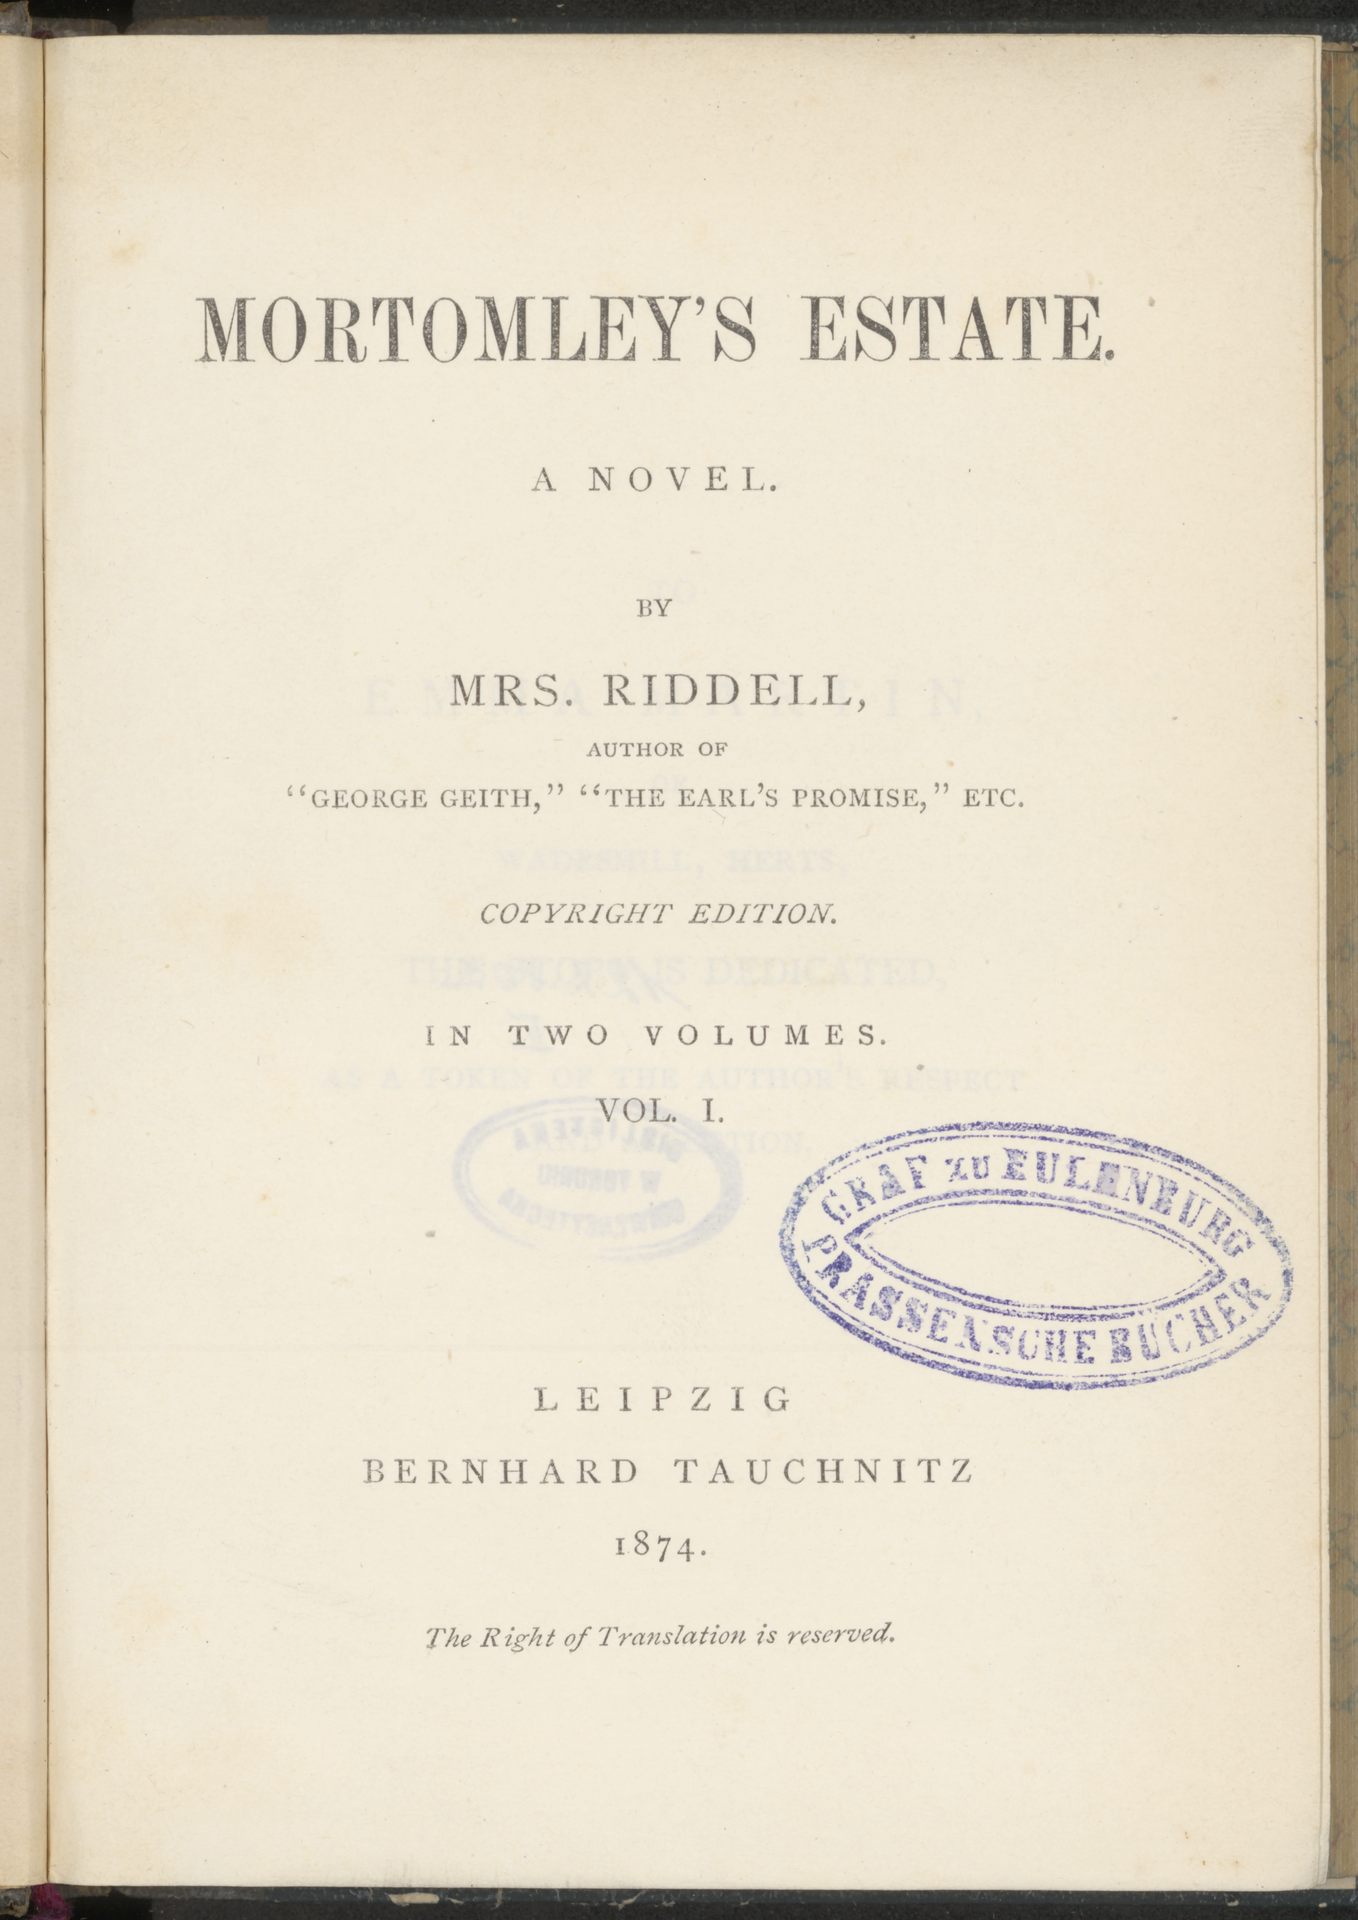 MORTOMLEY'S ESTATE.
A NOVEL.
BY
MRS. RIDDELL,
AUTHOR OF
“GEORGE GEITH,” “THE EARL'S PROMISE,” ETC.
COPYRIGHT EDITION.
IN TWO VOLUMES.
VOL. I.
GRAF ZU EULENBURG
PRASSENSCHE BÜCHER
LEIPZIG
BERNHARD TAUCHNITZ
1874.
The Right of Translation is reserved.